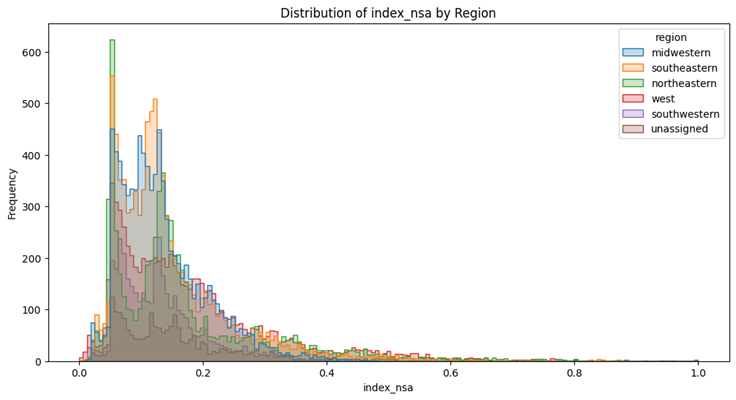 Distribution of index_nsa by Region
region
midwestern
southeastern
northeastern
west
southwestern
unassigned
Frequency
600
500
400
300
200
100
0
0.0 0.2 0.4 0.6 0.8 1.0
index_nsa